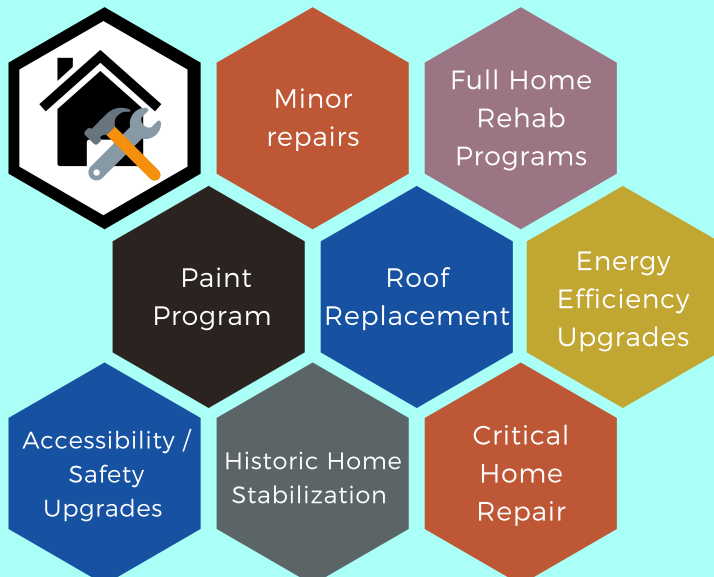 Minor
repairs
Full Home
Rehab
Programs
Paint
Program
Roof
Replacement
Energy
Efficiency
Upgrades
Accessibility /
Safety
Upgrades
Historic Home
Stabilization
Critical
Home
Repair